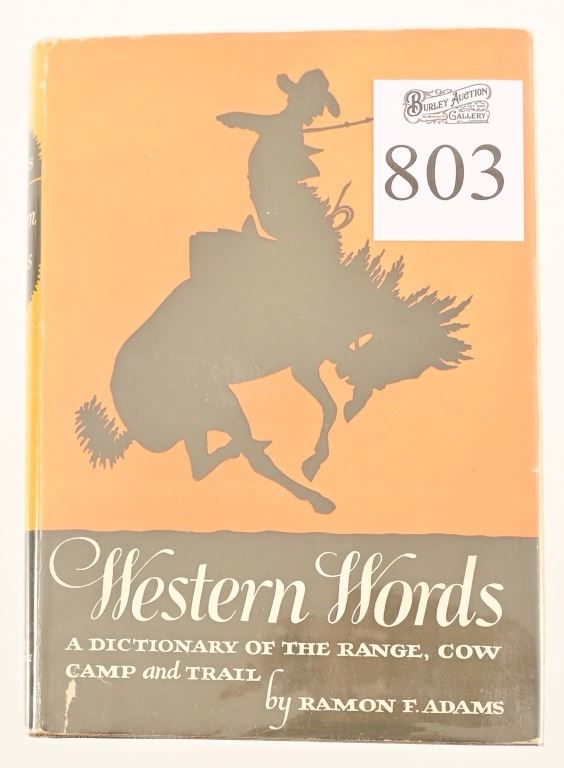 BURLEY AUCTION
GALLERY
803
Western Words
A DICTIONARY OF THE RANGE, COW
CAMP and TRAIL
by RAMON F. ADAMS